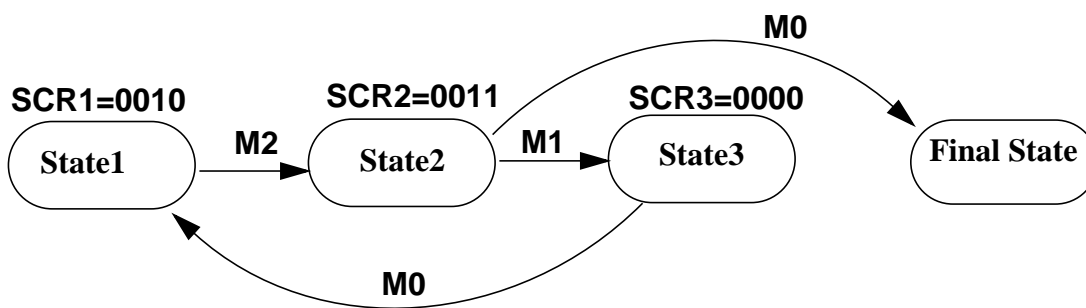 M0
SCR1=0010
SCR2=0011
SCR3=0000
State1
M2
State2
M1
State3
Final State
M0